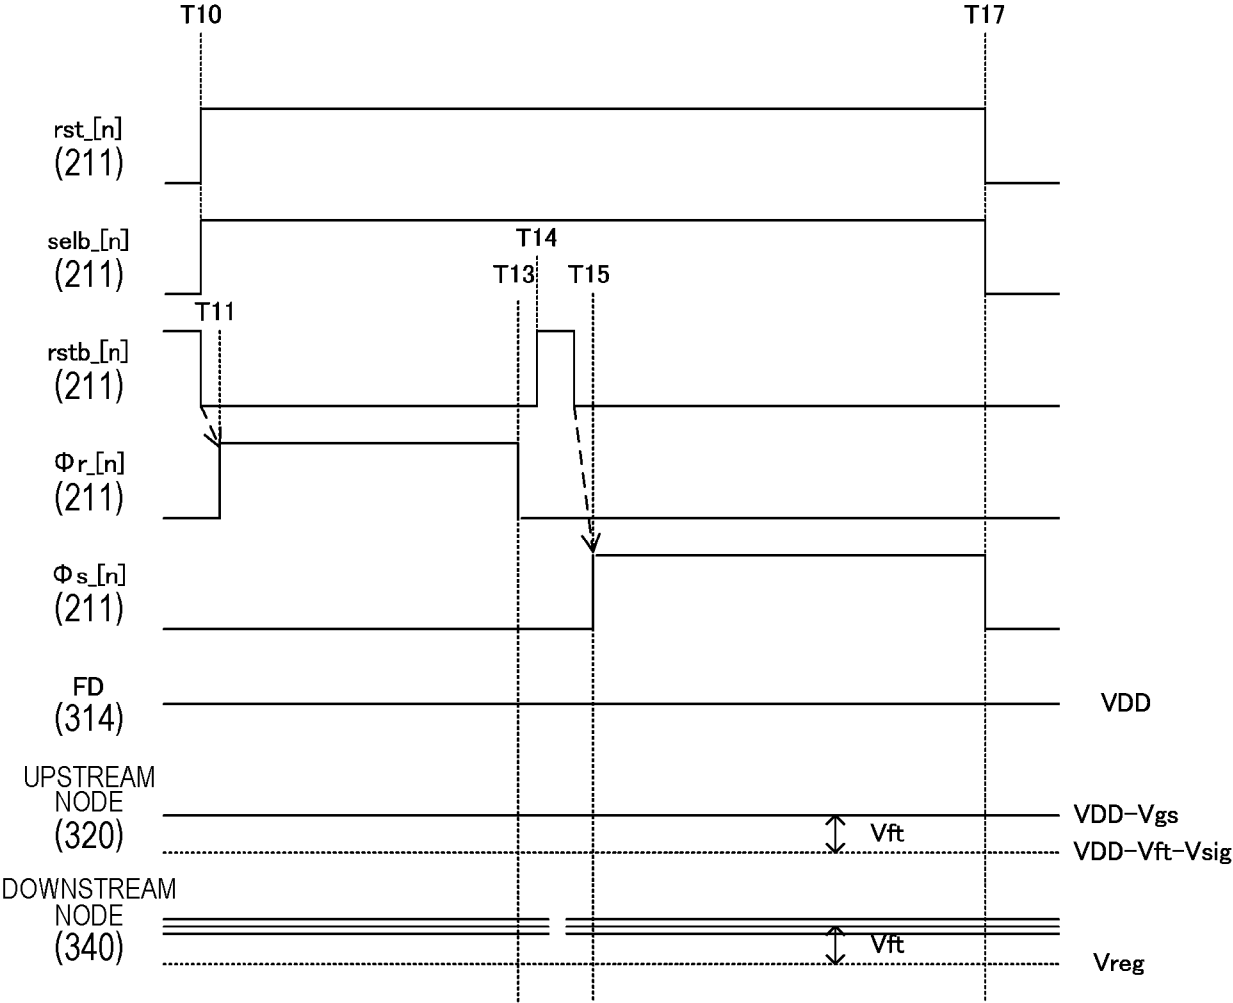 T10
T17
rst_[n]
(211)
selb_[n]
(211)
T14
T13
T15
T11
rstb_[n]
(211)
Φr_[n]
(211)
Φs_[n]
(211)
FD
(314)
VDD
UPSTREAM
NODE
(320)
VDD-Vgs
Vft
VDD-Vft-Vsig
DOWNSTREAM
NODE
(340)
Vft
Vreg